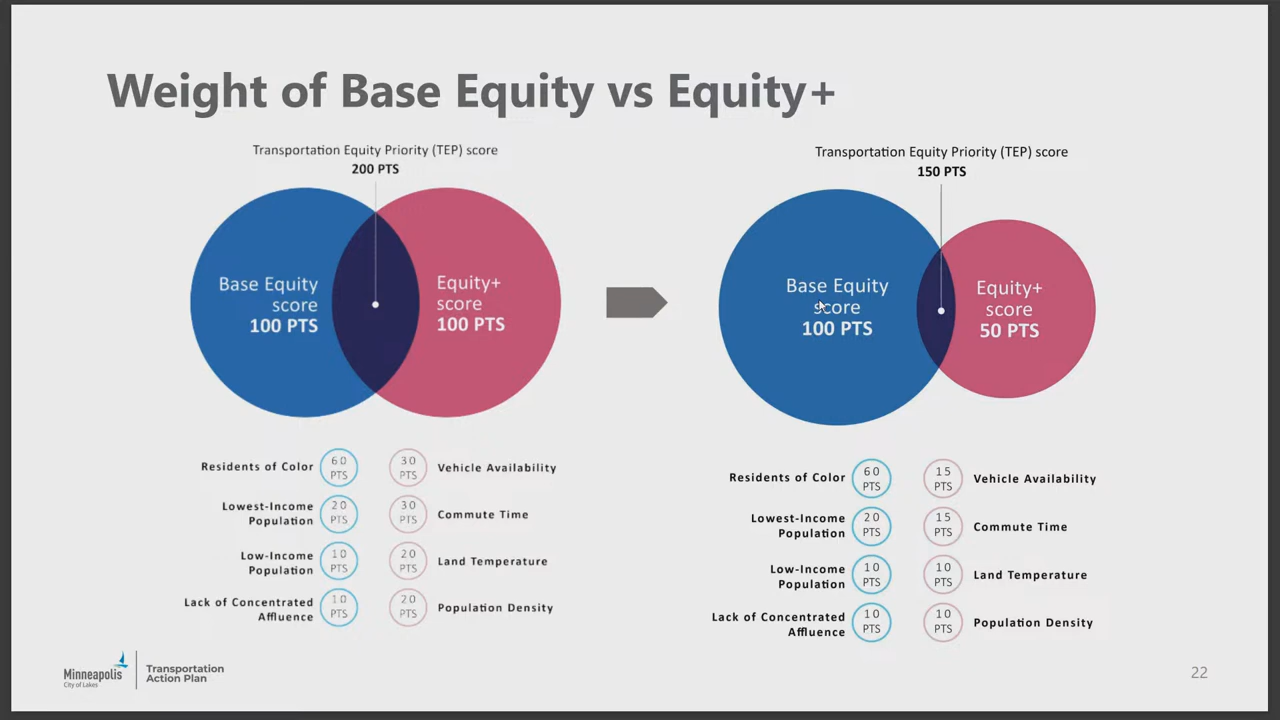 Weight of Base Equity vs Equity+
Transportation Equity Priority (TEP) score
200 PTS
Base Equity
score
100 PTS
Equity+
score
100 PTS
Residents of Color
60
PTS
30
PTS
Vehicle Availability
Lowest-Income
Population
20
PTS
30
PTS
Commute Time
Low-Income
Population
10
PTS
20
PTS
Land Temperature
Lack of Concentrated
Affluence
10
PTS
20
PTS
Population Density
Transportation Equity Priority (TEP) score
150 PTS
Base Equity
score
100 PTS
Equity+
score
50 PTS
Residents of Color
60
PTS
15
PTS
Vehicle Availability
Lowest-Income
Population
20
PTS
15
PTS
Commute Time
Low-Income
Population
10
PTS
10
PTS
Land Temperature
Lack of Concentrated
Affluence
10
PTS
10
PTS
Population Density
Minneapolis
City of Lakes
Transportation
Action Plan
22